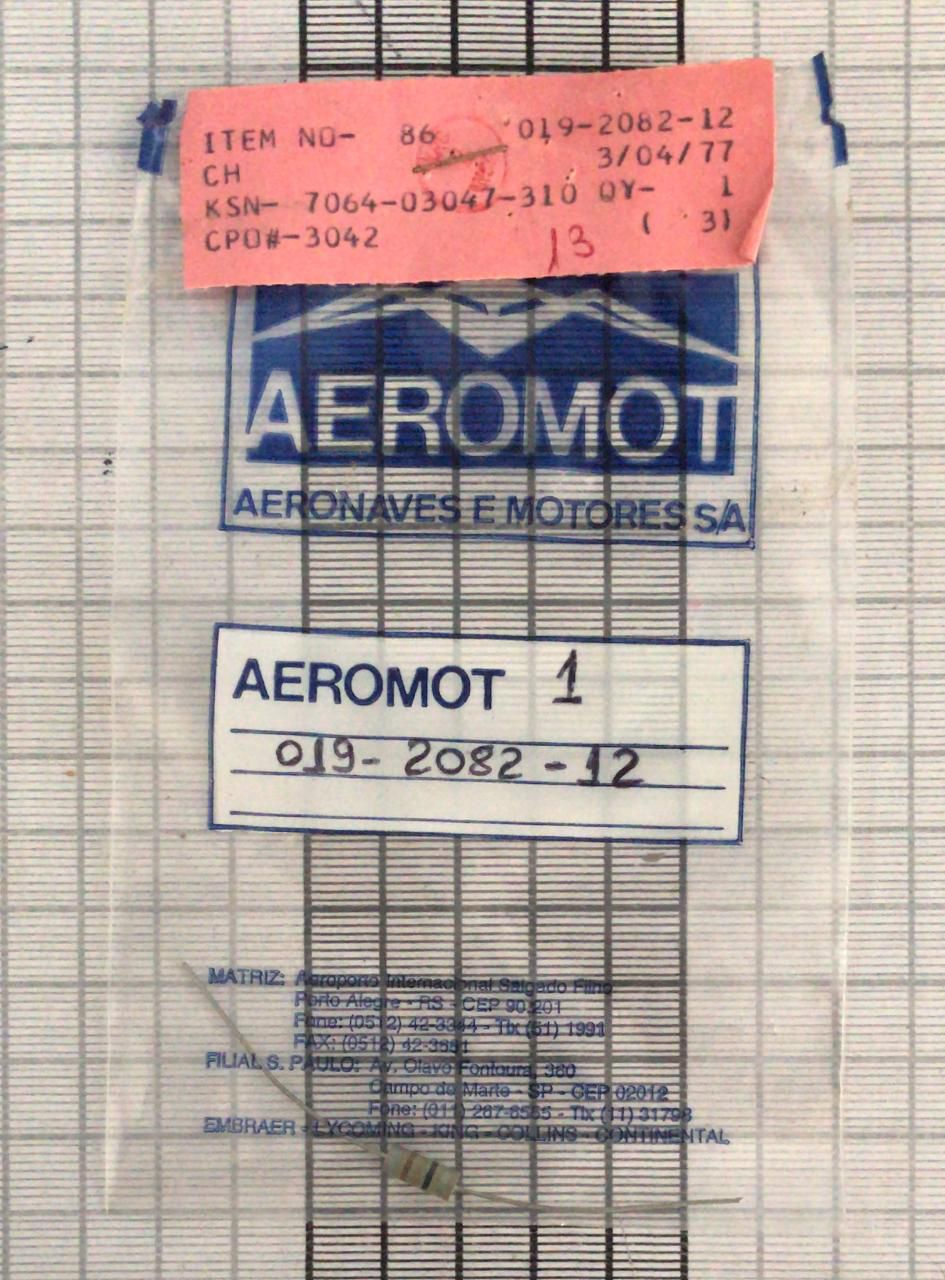 ITEM NO- 86 019-2082-12
CH 3/04/77
KSN- 7064-03047-310 QY- 1
CPO#-3042 ( 3)
13
AEROMOT
AERONAVES E MOTORES S/A
AEROMOT 1
019-2082-12
MATRIZ: Aeroporto Internacional Salgado Filho
Porto Alegre - RS - CEP 90.201
Fone: (0512) 42-3344 - Tlx (51) 1991
FAX: (0512) 42-3681
FILIAL S. PAULO: Av. Olavo Fontoura, 360
Campo de Marte - SP - CEP 02012
Fone: (011) 267-6555 - Tlx (11) 31798
EMBRAER - LYCOMING - KING - COLLINS - CONTINENTAL